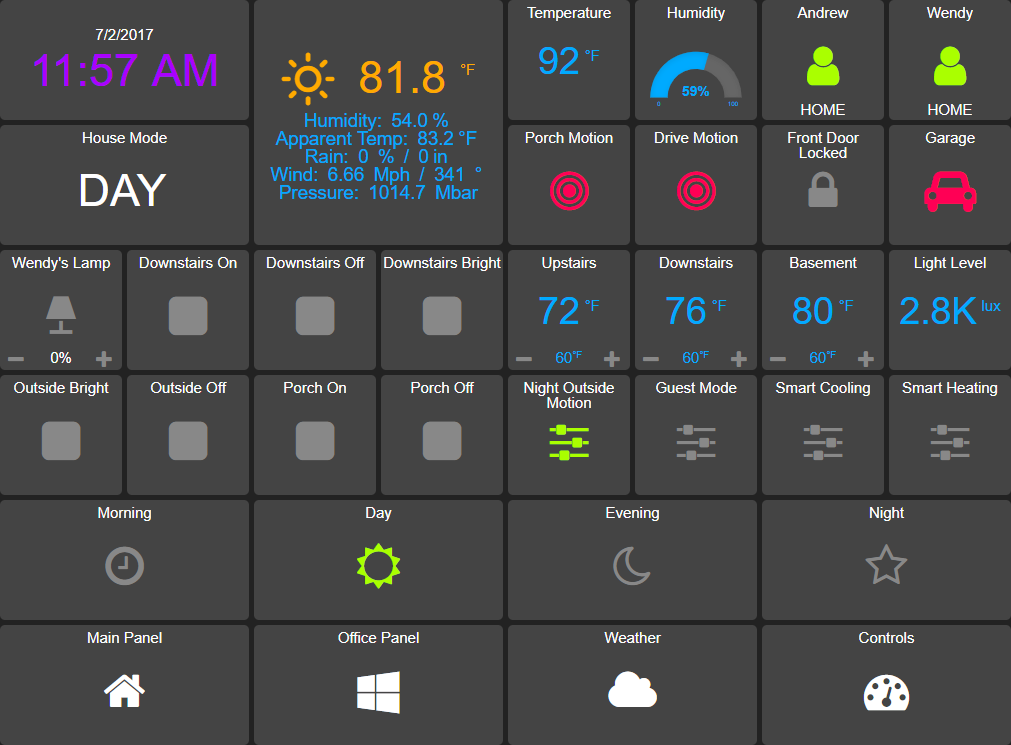 7/2/2017
11:57 AM
81.8 °F
Humidity: 54.0 %
Apparent Temp: 83.2 °F
Rain: 0 % / 0 in
Wind: 6.66 Mph / 341 °
Pressure: 1014.7 Mbar
Temperature
92 °F
Humidity
59%
0 100
Andrew
HOME
Wendy
HOME
House Mode
DAY
Porch Motion
Drive Motion
Front Door
Locked
Garage
Wendy's Lamp
0%
Downstairs On
Downstairs Off
Downstairs Bright
Upstairs
72 °F
60°F
Downstairs
76 °F
60°F
Basement
80 °F
60°F
Light Level
2.8K lux
Outside Bright
Outside Off
Porch On
Porch Off
Night Outside
Motion
Guest Mode
Smart Cooling
Smart Heating
Morning
Day
Evening
Night
Main Panel
Office Panel
Weather
Controls